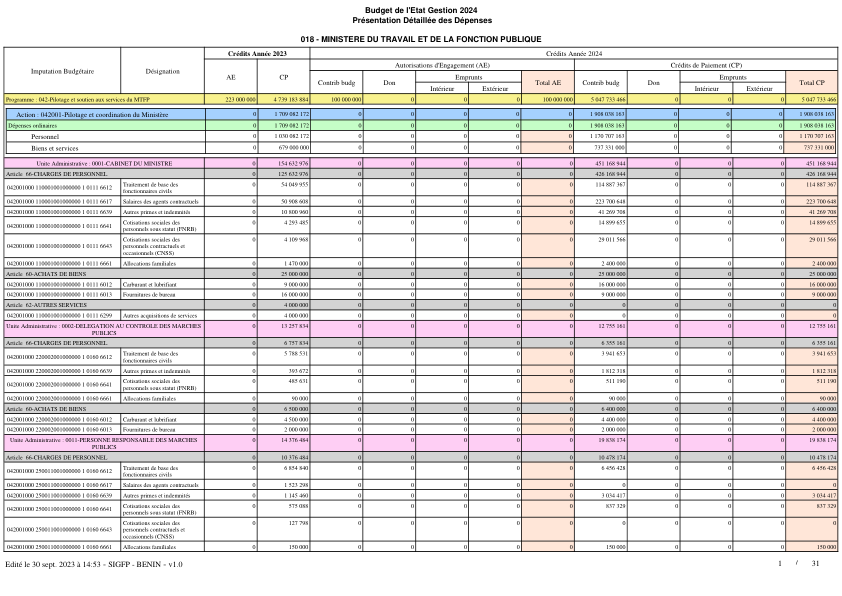 Budget de l'Etat Gestion 2024
Présentation Détaillée des Dépenses
018 - MINISTERE DU TRAVAIL ET DE LA FONCTION PUBLIQUE
Imputation Budgétaire Désignation Crédits Année 2023 Crédits Année 2024
Autorisations d'Engagement (AE) Crédits de Paiement (CP)
AE CP Contrib budg Don Emprunts Total AE Contrib budg Don Emprunts Total CP
Intérieur Extérieur Intérieur Extérieur
Programme : 042-Pilotage et soutien aux services du MTFP 223 000 000 4 739 183 884 100 000 000 0 0 0 100 000 000 5 047 733 466 0 0 0 5 047 733 466
Action : 042001-Pilotage et coordination du Ministère 0 1 709 082 172 0 0 0 0 0 1 908 038 163 0 0 0 1 908 038 163
Dépenses ordinaires 0 1 709 082 172 0 0 0 0 0 1 908 038 163 0 0 0 1 908 038 163
Personnel 0 1 030 082 172 0 0 0 0 0 1 170 707 163 0 0 0 1 170 707 163
Biens et services 0 679 000 000 0 0 0 0 0 737 331 000 0 0 0 737 331 000
Unite Administrative : 0001-CABINET DU MINISTRE 0 154 632 976 0 0 0 0 0 451 168 944 0 0 0 451 168 944
Article 66-CHARGES DE PERSONNEL 0 125 632 976 0 0 0 0 0 426 168 944 0 0 0 426 168 944
042001000 1100010010000000 1 0111 6612 Traitement de base des fonctionnaires civils 0 54 049 955 0 0 0 0 0 114 887 367 0 0 0 114 887 367
042001000 1100010010000000 1 0111 6617 Salaires des agents contractuels 0 50 908 608 0 0 0 0 0 223 700 648 0 0 0 223 700 648
042001000 1100010010000000 1 0111 6639 Autres primes et indemnités 0 10 800 960 0 0 0 0 0 41 269 708 0 0 0 41 269 708
042001000 1100010010000000 1 0111 6641 Cotisations sociales des personnels sous statut (FNRB) 0 4 293 485 0 0 0 0 0 14 899 655 0 0 0 14 899 655
042001000 1100010010000000 1 0111 6643 Cotisations sociales des personnels contractuels et occasionnels (CNSS) 0 4 109 968 0 0 0 0 0 29 011 566 0 0 0 29 011 566
042001000 1100010010000000 1 0111 6661 Allocations familiales 0 1 470 000 0 0 0 0 0 2 400 000 0 0 0 2 400 000
Article 60-ACHATS DE BIENS 0 25 000 000 0 0 0 0 0 25 000 000 0 0 0 25 000 000
042001000 1100010010000000 1 0111 6012 Carburant et lubrifiant 0 9 000 000 0 0 0 0 0 16 000 000 0 0 0 16 000 000
042001000 1100010010000000 1 0111 6013 Fournitures de bureau 0 16 000 000 0 0 0 0 0 9 000 000 0 0 0 9 000 000
Article 62-AUTRES SERVICES 0 4 000 000 0 0 0 0 0 0 0 0 0 0
042001000 1100010010000000 1 0111 6299 Autres acquisitions de services 0 4 000 000 0 0 0 0 0 0 0 0 0 0
Unite Administrative : 0002-DELEGATION AU CONTROLE DES MARCHES PUBLICS 0 13 257 834 0 0 0 0 0 12 755 161 0 0 0 12 755 161
Article 66-CHARGES DE PERSONNEL 0 6 757 834 0 0 0 0 0 6 355 161 0 0 0 6 355 161
042001000 2200020010000000 1 0160 6612 Traitement de base des fonctionnaires civils 0 5 788 531 0 0 0 0 0 3 941 653 0 0 0 3 941 653
042001000 2200020010000000 1 0160 6639 Autres primes et indemnités 0 393 672 0 0 0 0 0 1 812 318 0 0 0 1 812 318
042001000 2200020010000000 1 0160 6641 Cotisations sociales des personnels sous statut (FNRB) 0 485 631 0 0 0 0 0 511 190 0 0 0 511 190
042001000 2200020010000000 1 0160 6661 Allocations familiales 0 90 000 0 0 0 0 0 90 000 0 0 0 90 000
Article 60-ACHATS DE BIENS 0 6 500 000 0 0 0 0 0 6 400 000 0 0 0 6 400 000
042001000 2200020010000000 1 0160 6012 Carburant et lubrifiant 0 4 500 000 0 0 0 0 0 4 400 000 0 0 0 4 400 000
042001000 2200020010000000 1 0160 6013 Fournitures de bureau 0 2 000 000 0 0 0 0 0 2 000 000 0 0 0 2 000 000
Unite Administrative : 0011-PERSONNE RESPONSABLE DES MARCHES PUBLICS 0 14 376 484 0 0 0 0 0 19 838 174 0 0 0 19 838 174
Article 66-CHARGES DE PERSONNEL 0 10 376 484 0 0 0 0 0 10 478 174 0 0 0 10 478 174
042001000 2500110010000000 1 0160 6612 Traitement de base des fonctionnaires civils 0 6 854 840 0 0 0 0 0 6 456 428 0 0 0 6 456 428
042001000 2500110010000000 1 0160 6617 Salaires des agents contractuels 0 1 523 298 0 0 0 0 0 0 0 0 0 0
042001000 2500110010000000 1 0160 6639 Autres primes et indemnités 0 1 145 460 0 0 0 0 0 3 034 417 0 0 0 3 034 417
042001000 2500110010000000 1 0160 6641 Cotisations sociales des personnels sous statut (FNRB) 0 575 088 0 0 0 0 0 837 329 0 0 0 837 329
042001000 2500110010000000 1 0160 6643 Cotisations sociales des personnels contractuels et occasionnels (CNSS) 0 127 798 0 0 0 0 0 0 0 0 0 0
042001000 2500110010000000 1 0160 6661 Allocations familiales 0 150 000 0 0 0 0 0 150 000 0 0 0 150 000
Edité le 30 sept. 2023 à 14:53 - SIGFP - BENIN - v1.0 1 / 31